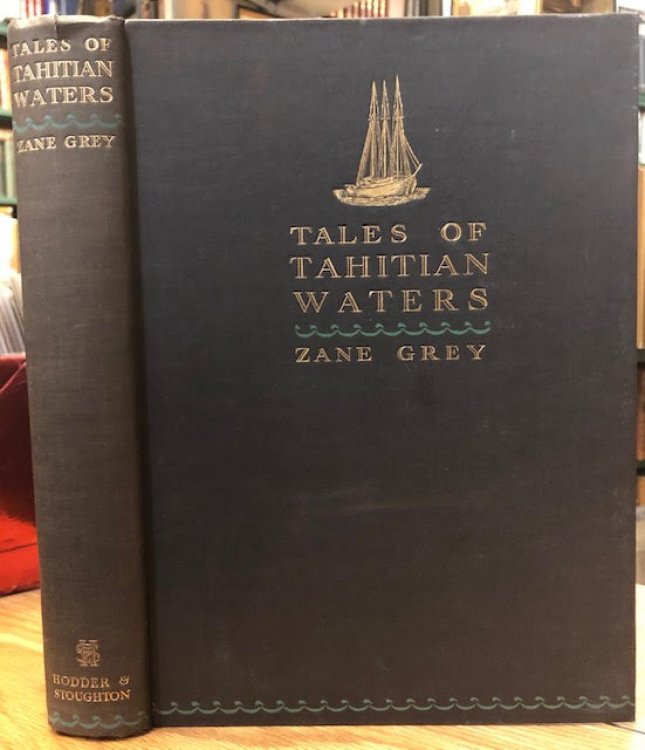 TALES OF
TAHITIAN
WATERS
ZANE GREY
HODDER &
STOUGHTON
TALES OF
TAHITIAN
WATERS
ZANE GREY